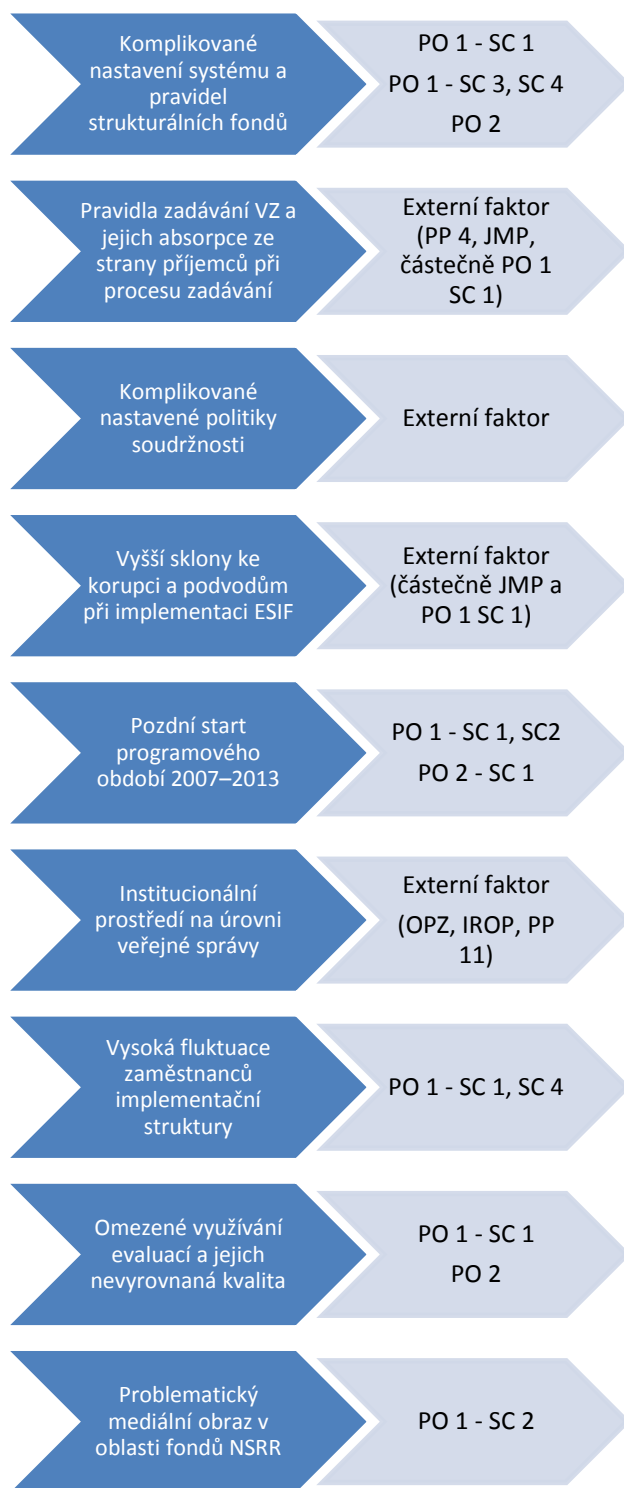 Komplikované
nastavení systému a
pravidel
strukturálních fondů
PO 1 - SC 1
PO 1 - SC 3, SC 4
PO 2
Pravidla zadávání VZ a
jejich absorpce ze
strany příjemců při
procesu zadávání
Externí faktor
(PP 4, JMP,
částečně PO 1
SC 1)
Komplikované
nastavené politiky
soudržnosti
Externí faktor
Vyšší sklony ke
korupci a podvodům
při implementaci ESIF
Externí faktor
(částečně JMP a
PO 1 SC 1)
Pozdní start
programového
období 2007–2013
PO 1 - SC 1, SC2
PO 2 - SC 1
Institucionální
prostředí na úrovni
veřejné správy
Externí faktor
(OPZ, IROP, PP
11)
Vysoká fluktuace
zaměstnanců
implementační
struktury
PO 1 - SC 1, SC 4
Omezené využívání
evaluací a jejich
nevyrovnaná kvalita
PO 1 - SC 1
PO 2
Problematický
mediální obraz v
oblasti fondů NSRR
PO 1 - SC 2